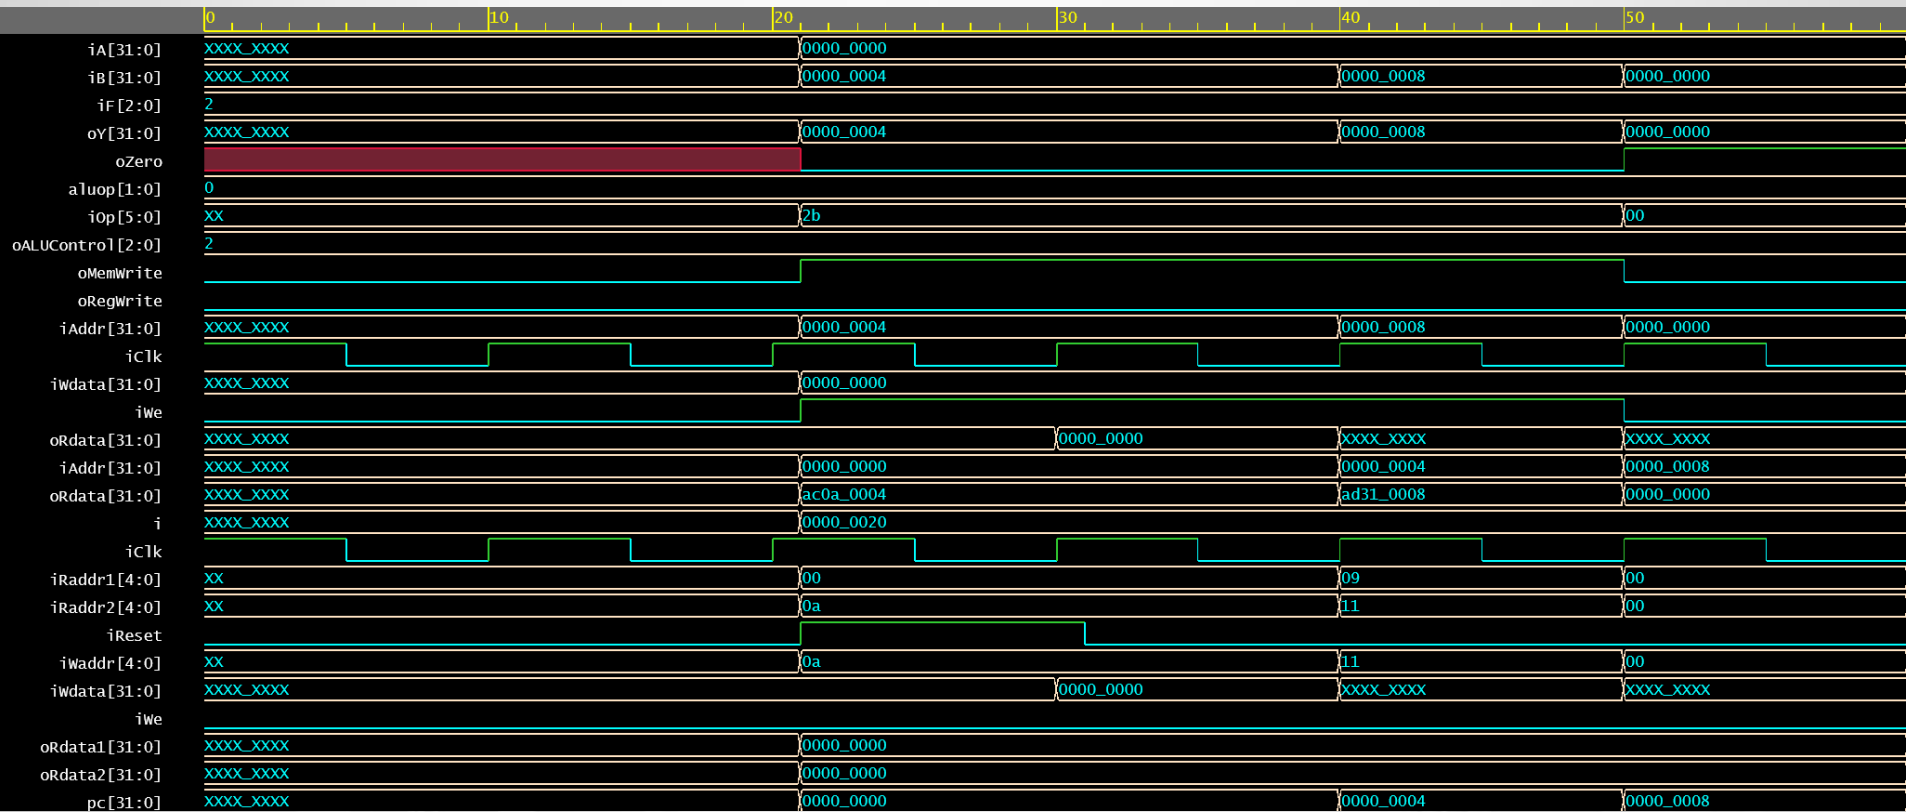 0 10 20 30 40 50
iA[31:0] XXXX_XXXX 0000_0000
iB[31:0] XXXX_XXXX 0000_0004 0000_0008 0000_0000
iF[2:0] 2
oY[31:0] XXXX_XXXX 0000_0004 0000_0008 0000_0000
oZero
aluop[1:0] 0
iOp[5:0] XX 2b 00
oALUControl[2:0] 2
oMemWrite
oRegWrite
iAddr[31:0] XXXX_XXXX 0000_0004 0000_0008 0000_0000
iClk
iWdata[31:0] XXXX_XXXX 0000_0000
iWe
oRdata[31:0] XXXX_XXXX 0000_0000 XXXX_XXXX XXXX_XXXX
iAddr[31:0] XXXX_XXXX 0000_0000 0000_0004 0000_0008
oRdata[31:0] XXXX_XXXX ac0a_0004 ad31_0008 0000_0000
i XXXX_XXXX 0000_0020
iClk
iRaddr1[4:0] XX 00 09 00
iRaddr2[4:0] XX 0a 11 00
iReset
iWaddr[4:0] XX 0a 11 00
iWdata[31:0] XXXX_XXXX 0000_0000 XXXX_XXXX XXXX_XXXX
iWe
oRdata1[31:0] XXXX_XXXX 0000_0000
oRdata2[31:0] XXXX_XXXX 0000_0000
pc[31:0] XXXX_XXXX 0000_0000 0000_0004 0000_0008